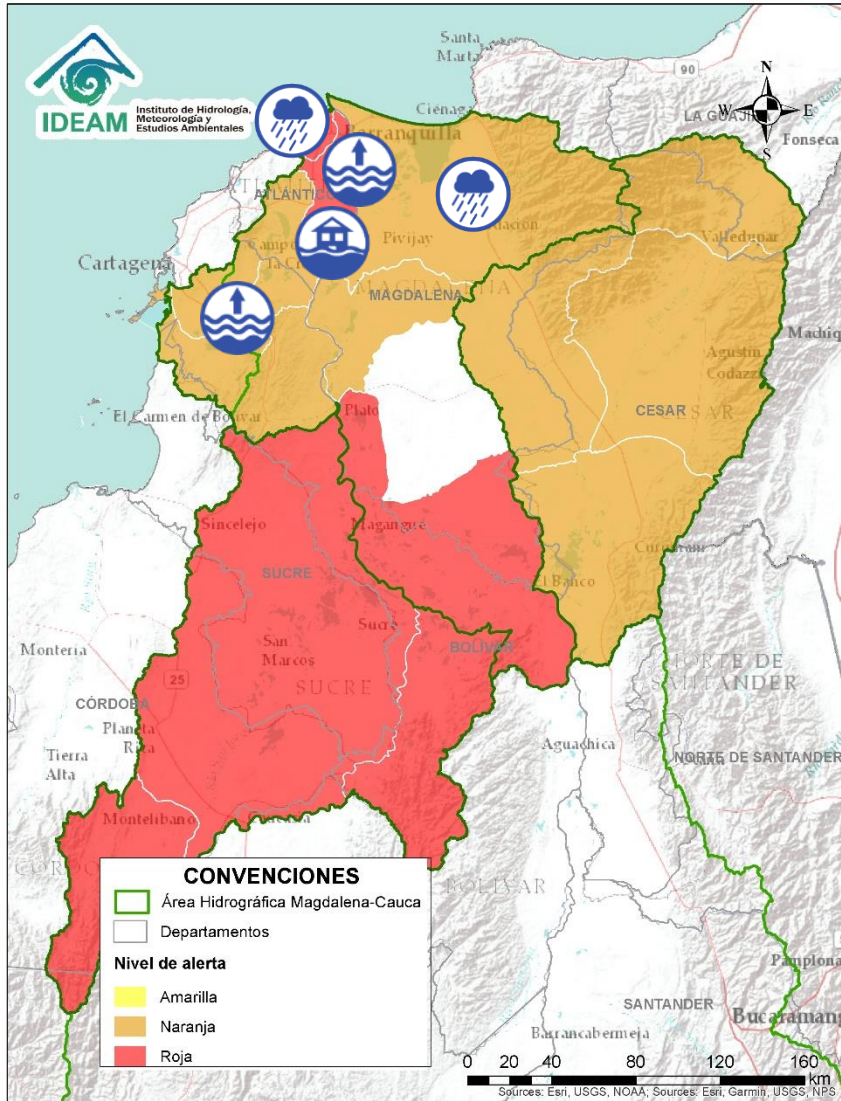 Santa
Marta
90
N
W
E
S
IDEAM
Instituto de Hidrología,
Meteorología y
Estudios Ambientales
Ciénaga
LA GUAJI
Fonseca
Barranquilla
ATLÁNTICO
Pivijay
Valledupar
Cartagena
MAGDALENA
Machiq
Agustín
Codazzi
El Carmen de Bolívar
CESAR
Plato
Sincelejo
Magangué
SUCRE
El Banco
Sucre
BOLÍVAR
Montería
San
Marcos
25
SUCRE
NORTE DE
SANTANDER
CÓRDOBA
Planeta
Rica
Aguachica
Tierra
Alta
NORTE DE SANTANDER
Montelíbano
BOLÍVAR
CONVENCIONES
Área Hidrográfica Magdalena-Cauca
Departamentos
Nivel de alerta
Amarilla
Naranja
Roja
Pamplona
SANTANDER
Bucaramang
Barrancabermeja
0 20 40 80 120 160
km
Sources: Esri, USGS, NOAA; Sources: Esri, Garmin, USGS, NPS